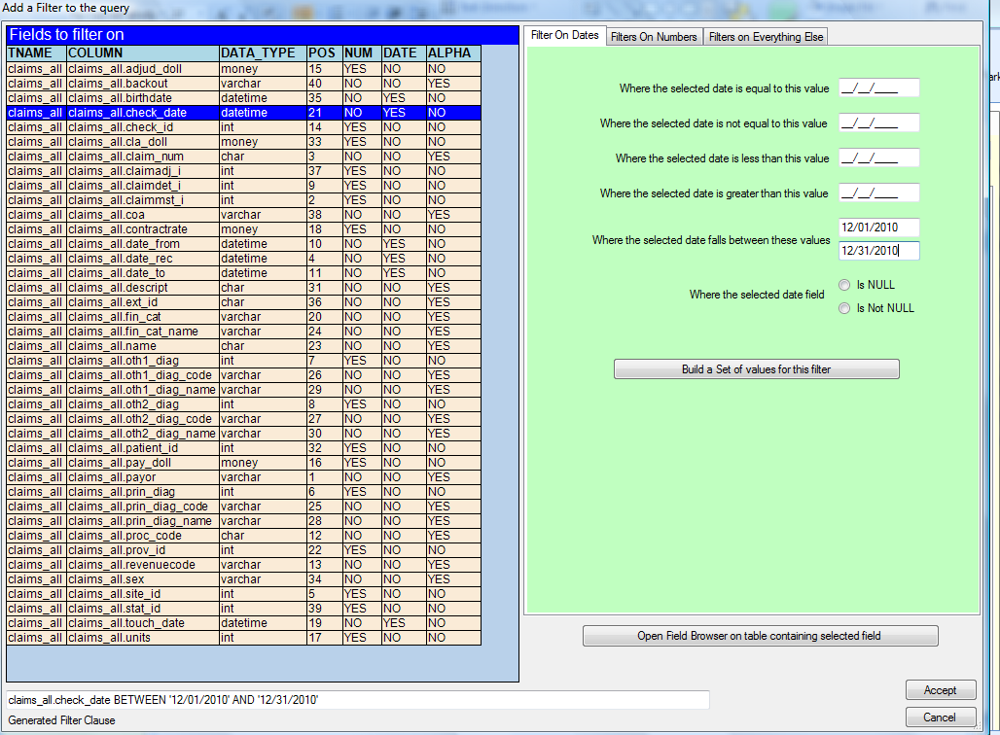 Add a Filter to the query
Fields to filter on
TNAME COLUMN DATA_TYPE POS NUM DATE ALPHA
claims_all claims_all.adjud_doll money 15 YES NO NO
claims_all claims_all.backout varchar 40 NO NO YES
claims_all claims_all.birthdate datetime 35 NO YES NO
claims_all claims_all.check_date datetime 21 NO YES NO
claims_all claims_all.check_id int 14 YES NO NO
claims_all claims_all.cla_doll money 33 YES NO NO
claims_all claims_all.claim_num char 3 NO NO YES
claims_all claims_all.claimadj_i int 37 YES NO NO
claims_all claims_all.claimdet_i int 9 YES NO NO
claims_all claims_all.claimmst_i int 2 YES NO NO
claims_all claims_all.coa varchar 38 NO NO YES
claims_all claims_all.contractrate money 18 YES NO NO
claims_all claims_all.date_from datetime 10 NO YES NO
claims_all claims_all.date_rec datetime 4 NO YES NO
claims_all claims_all.date_to datetime 11 NO YES NO
claims_all claims_all.descript char 31 NO NO YES
claims_all claims_all.ext_id char 36 NO NO YES
claims_all claims_all.fin_cat varchar 20 NO NO YES
claims_all claims_all.fin_cat_name varchar 24 NO NO YES
claims_all claims_all.name char 23 NO NO YES
claims_all claims_all.oth1_diag int 7 YES NO NO
claims_all claims_all.oth1_diag_code varchar 26 NO NO YES
claims_all claims_all.oth1_diag_name varchar 29 NO NO YES
claims_all claims_all.oth2_diag int 8 YES NO NO
claims_all claims_all.oth2_diag_code varchar 27 NO NO YES
claims_all claims_all.oth2_diag_name varchar 30 NO NO YES
claims_all claims_all.patient_id int 32 YES NO NO
claims_all claims_all.pay_doll money 16 YES NO NO
claims_all claims_all.payor varchar 1 NO NO YES
claims_all claims_all.prin_diag int 6 YES NO NO
claims_all claims_all.prin_diag_code varchar 25 NO NO YES
claims_all claims_all.prin_diag_name varchar 28 NO NO YES
claims_all claims_all.proc_code char 12 NO NO YES
claims_all claims_all.prov_id int 22 YES NO NO
claims_all claims_all.revenuecode varchar 13 NO NO YES
claims_all claims_all.sex varchar 34 NO NO YES
claims_all claims_all.site_id int 5 YES NO NO
claims_all claims_all.stat_id int 39 YES NO NO
claims_all claims_all.touch_date datetime 19 NO YES NO
claims_all claims_all.units int 17 YES NO NO
claims_all.check_date BETWEEN '12/01/2010' AND '12/31/2010'
Generated Filter Clause
Filter On Dates Filters On Numbers Filters on Everything Else
Where the selected date is equal to this value __/__/____
Where the selected date is not equal to this value __/__/____
Where the selected date is less than this value __/__/____
Where the selected date is greater than this value __/__/____
Where the selected date falls between these values 12/01/2010
12/31/2010
Where the selected date field Is NULL
Is Not NULL
Build a Set of values for this filter
Open Field Browser on table containing selected field
Accept
Cancel